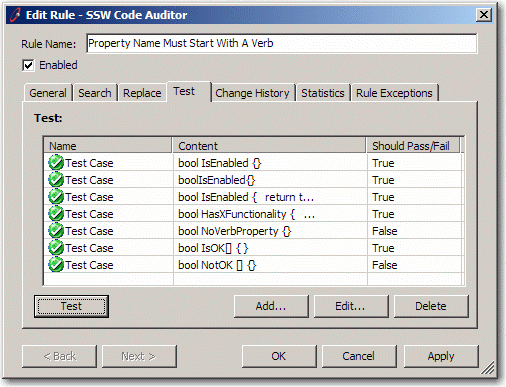 Edit Rule - SSW Code Auditor
Rule Name: Property Name Must Start With A Verb
Enabled
General Search Replace Test Change History Statistics Rule Exceptions
Test:
Name Content Should Pass/Fail
Test Case bool IsEnabled {} True
Test Case boolIsEnabled{} True
Test Case bool IsEnabled { return t... True
Test Case bool HasXFunctionality { ... True
Test Case bool NoVerbProperty {} False
Test Case bool IsOK[] { } True
Test Case bool NotOK [] {} False
Test Add... Edit... Delete
< Back Next > OK Cancel Apply